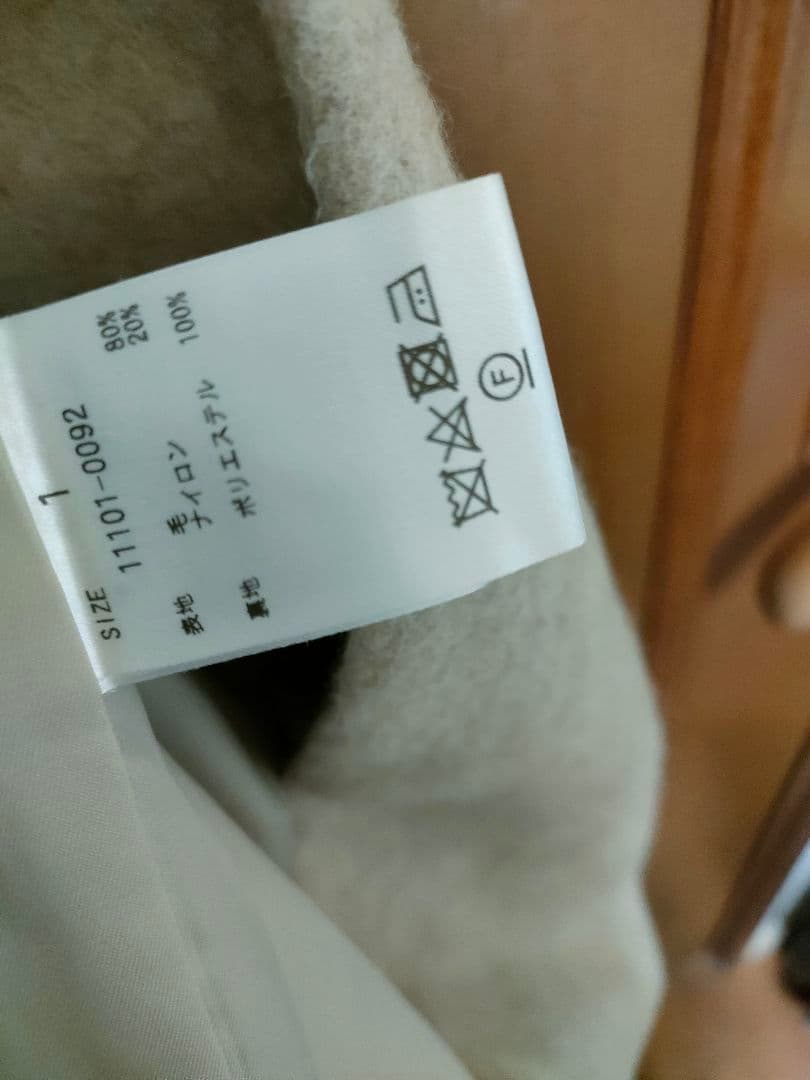 SIZE 1
11101-0092
表地 毛 80%
ナイロン 20%
裏地 ポリエステル 100%
F